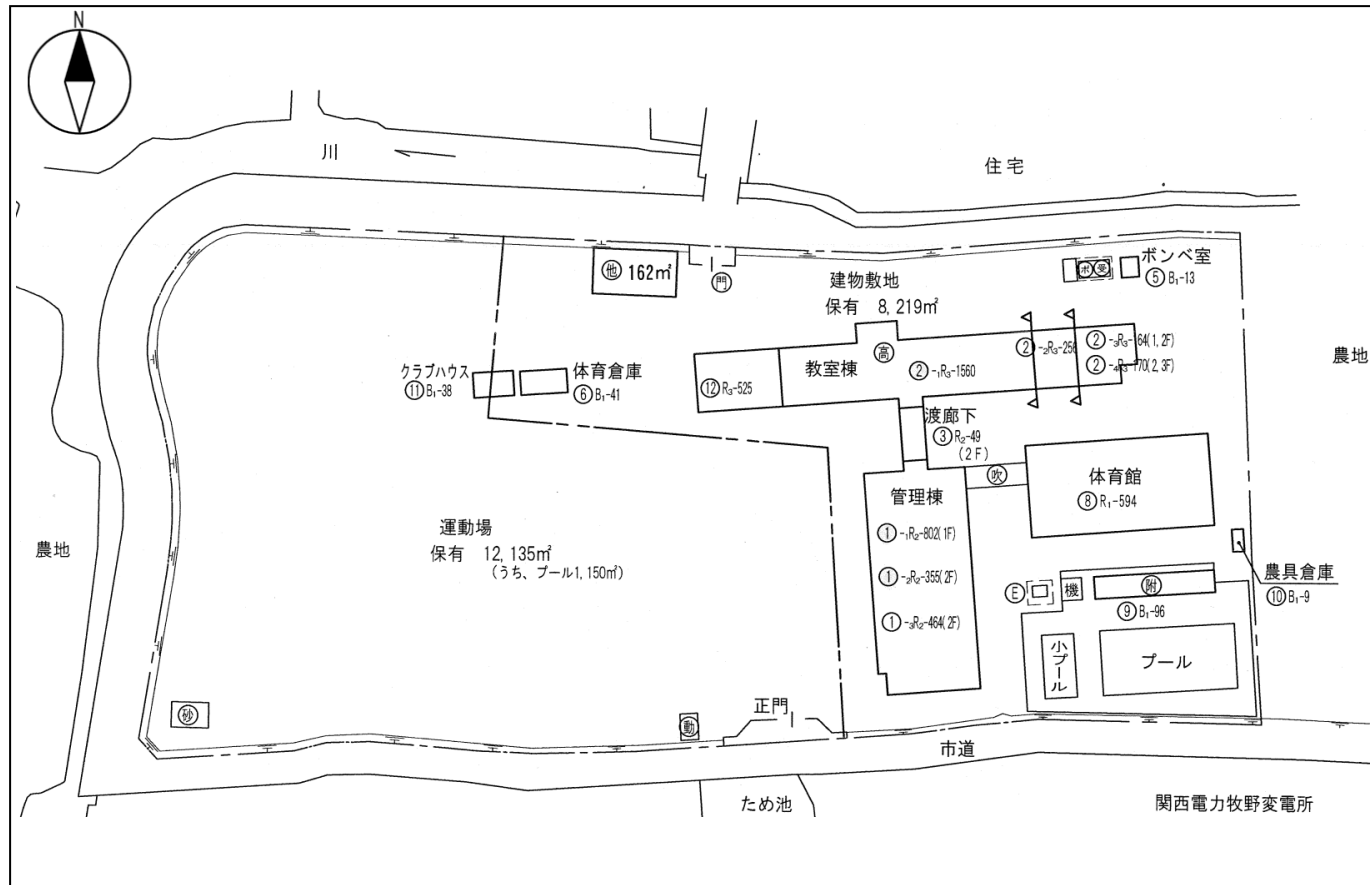 N
川
住宅
他 162㎡
門
建物敷地
保有 8,219㎡
ボ 受
ボンベ室
⑤ B₁-13
農地
クラブハウス
⑪ B₁-38
体育倉庫
⑥ B₁-41
⑫ R₃-525
教室棟
高
②-₁R₃-1560
②-₂R₃-256
②-₃R₃-164(1,2F)
②-₄R₃-170(2,3F)
渡廊下
③ R₂-49
(2F)
吹
体育館
⑧ R₁-594
管理棟
①-₁R₂-802(1F)
①-₂R₂-355(2F)
①-₃R₂-464(2F)
運動場
保有 12,135㎡
(うち、プール1,150㎡)
農地
農具倉庫
⑩ B₁-9
E
機
附
⑨ B₁-96
小プール
プール
砂
動
正門
市道
ため池
関西電力牧野変電所